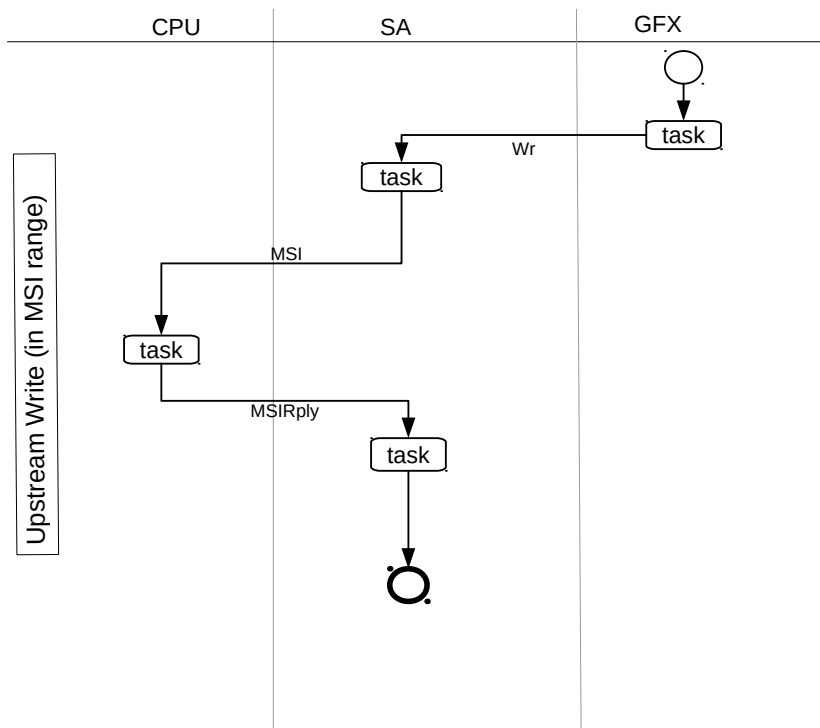 CPU SA GFX
task
Wr
task
MSI
task
MSIRply
task
Upstream Write (in MSI range)